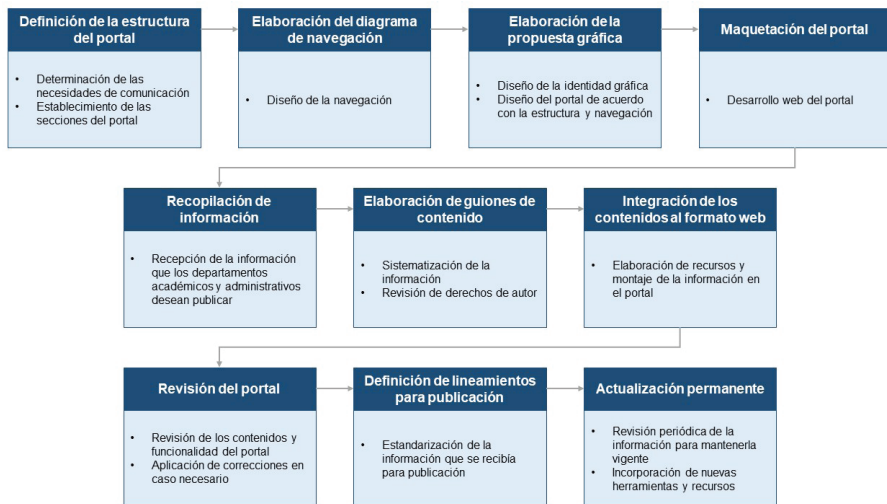 Definición de la estructura
del portal
• Determinación de las
necesidades de comunicación
• Establecimiento de las
secciones del portal
Elaboración del diagrama
de navegación
• Diseño de la navegación
Elaboración de la
propuesta gráfica
• Diseño de la identidad gráfica
• Diseño del portal de acuerdo
con la estructura y navegación
Maquetación del portal
• Desarrollo web del portal
Recopilación de
información
• Recepción de la información
que los departamentos
académicos y administrativos
desean publicar
Elaboración de guiones de
contenido
• Sistematización de la
información
• Revisión de derechos de autor
Integración de los
contenidos al formato web
• Elaboración de recursos y
montaje de la información en
el portal
Revisión del portal
• Revisión de los contenidos y
funcionalidad del portal
• Aplicación de correcciones en
caso necesario
Definición de lineamientos
para publicación
• Estandarización de la
información que se recibía
para publicación
Actualización permanente
• Revisión periódica de la
información para mantenerla
vigente
• Incorporación de nuevas
herramientas y recursos